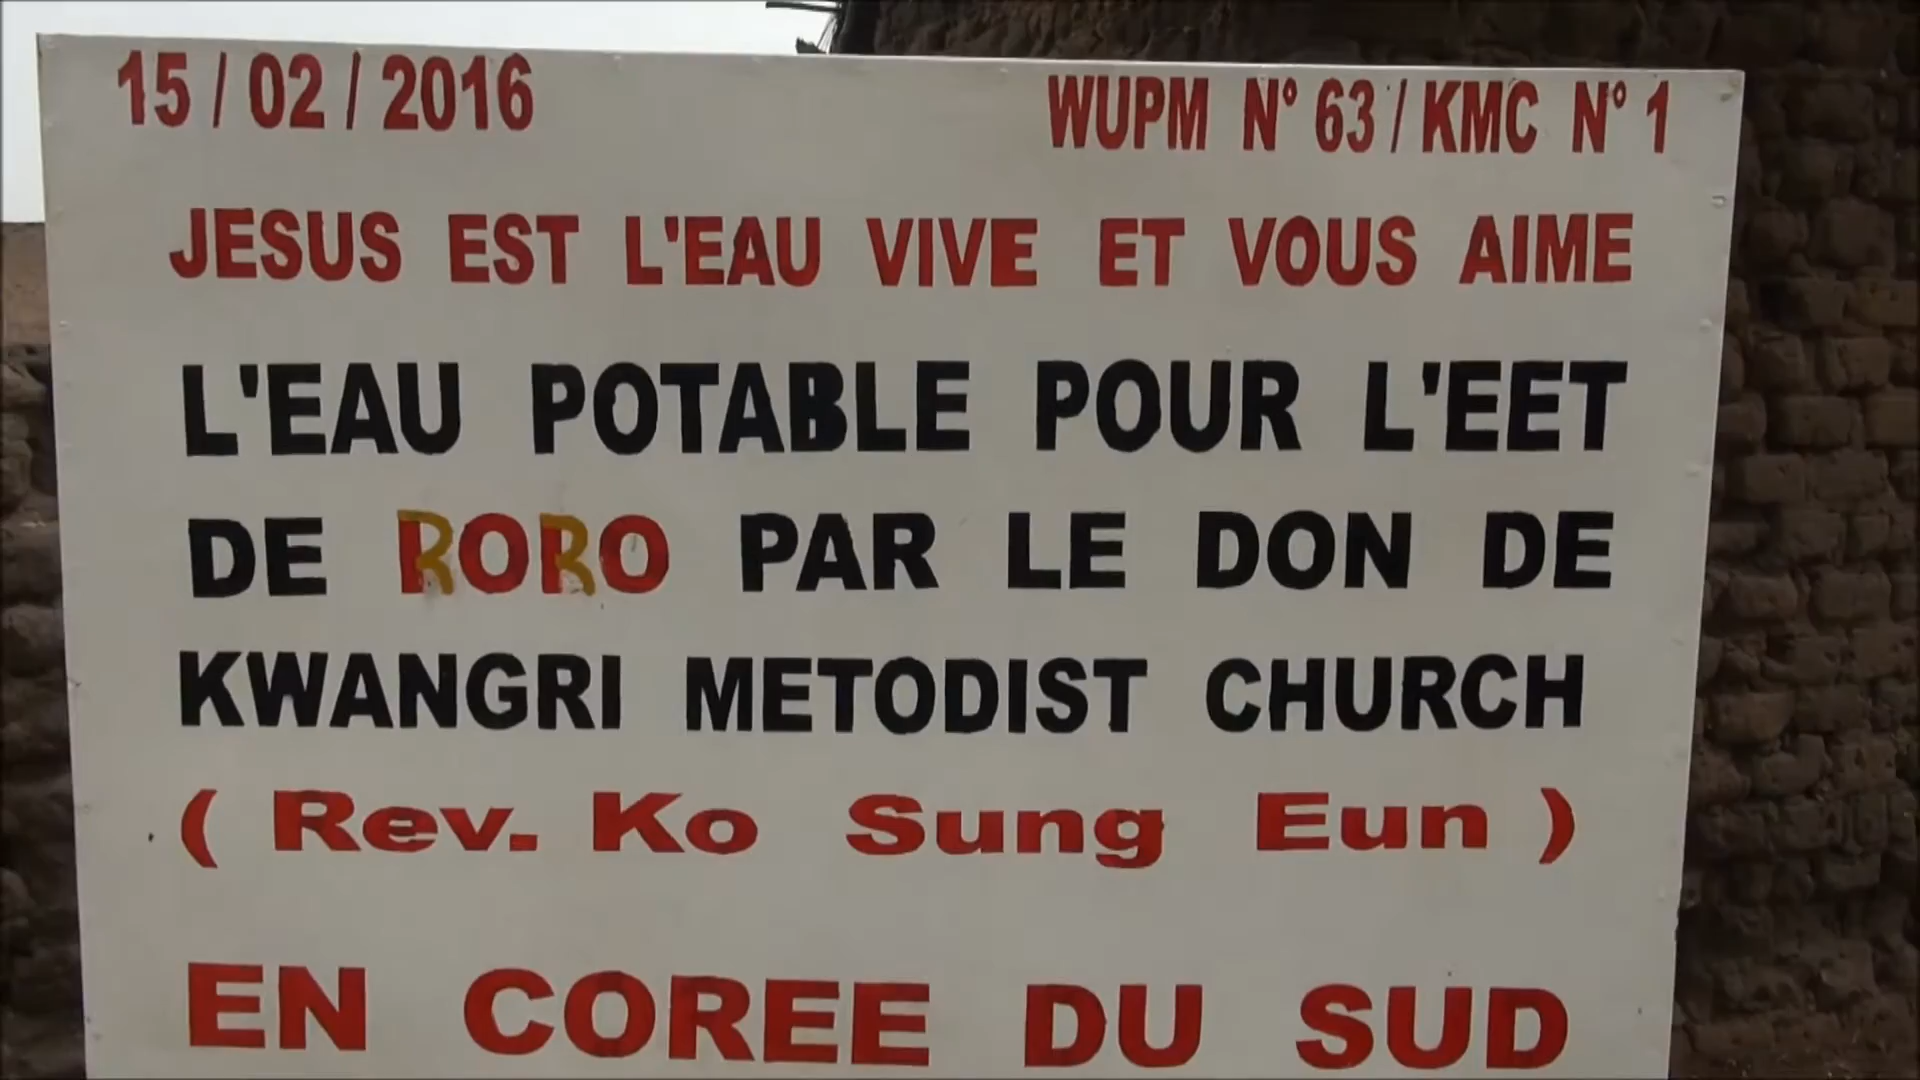 15 / 02 / 2016 WUPM N° 63 / KMC N° 1
JESUS EST L'EAU VIVE ET VOUS AIME
L'EAU POTABLE POUR L'EET
DE RORO PAR LE DON DE
KWANGRI METODIST CHURCH
( Rev. Ko Sung Eun )
EN COREE DU SUD